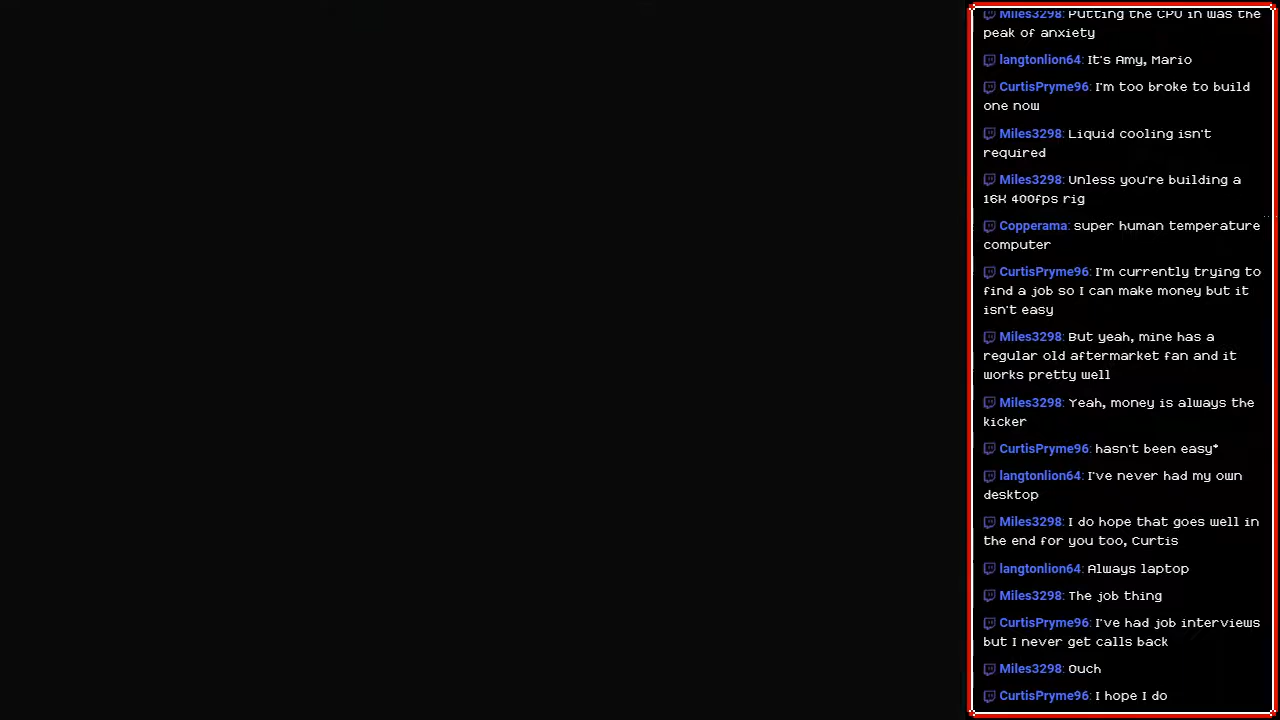 Miles3298: Putting the CPU in was the
peak of anxiety
langtonlion64: It's Amy, Mario
CurtisPryme96: I'm too broke to build
one now
Miles3298: Liquid cooling isn't
required
Miles3298: Unless you're building a
16K 400fps rig
Copperama: super human temperature
computer
CurtisPryme96: I'm currently trying to
find a job so I can make money but it
isn't easy
Miles3298: But yeah, mine has a
regular old aftermarket fan and it
works pretty well
Miles3298: Yeah, money is always the
kicker
CurtisPryme96: hasn't been easy*
langtonlion64: I've never had my own
desktop
Miles3298: I do hope that goes well in
the end for you too, Curtis
langtonlion64: Always laptop
Miles3298: The job thing
CurtisPryme96: I've had job interviews
but I never get calls back
Miles3298: Ouch
CurtisPryme96: I hope I do